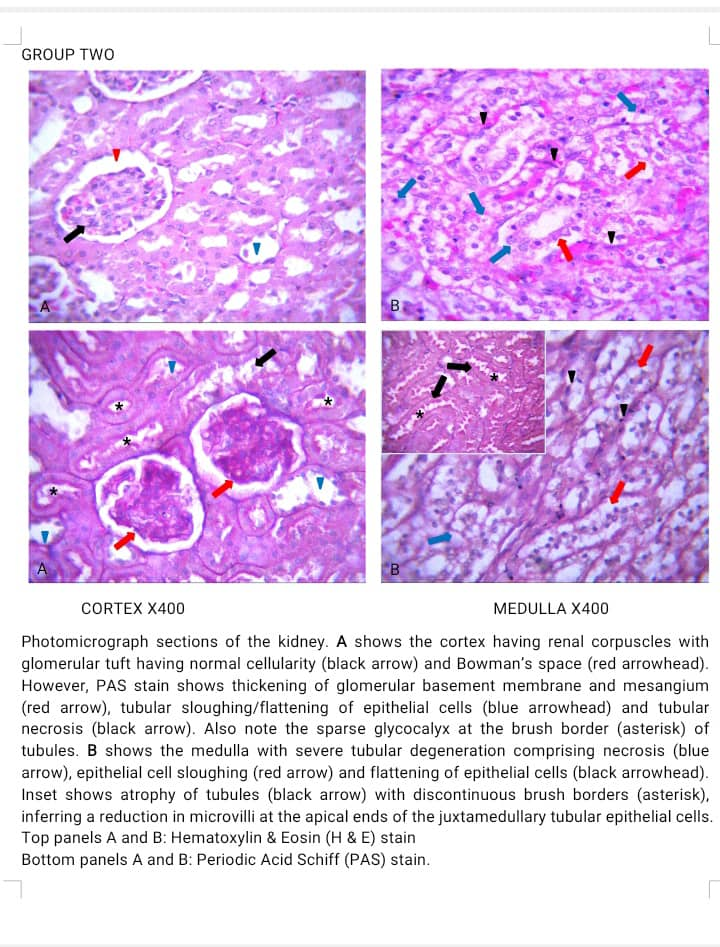 GROUP TWO
A
B
A
B
CORTEX X400
MEDULLA X400
Photomicrograph sections of the kidney. A shows the cortex having renal corpuscles with
glomerular tuft having normal cellularity (black arrow) and Bowman's space (red arrowhead).
However, PAS stain shows thickening of glomerular basement membrane and mesangium
(red arrow), tubular sloughing/flattening of epithelial cells (blue arrowhead) and tubular
necrosis (black arrow). Also note the sparse glycocalyx at the brush border (asterisk) of
tubules. B shows the medulla with severe tubular degeneration comprising necrosis (blue
arrow), epithelial cell sloughing (red arrow) and flattening of epithelial cells (black arrowhead).
Inset shows atrophy of tubules (black arrow) with discontinuous brush borders (asterisk),
inferring a reduction in microvilli at the apical ends of the juxtamedullary tubular epithelial cells.
Top panels A and B: Hematoxylin & Eosin (H & E) stain
Bottom panels A and B: Periodic Acid Schiff (PAS) stain.